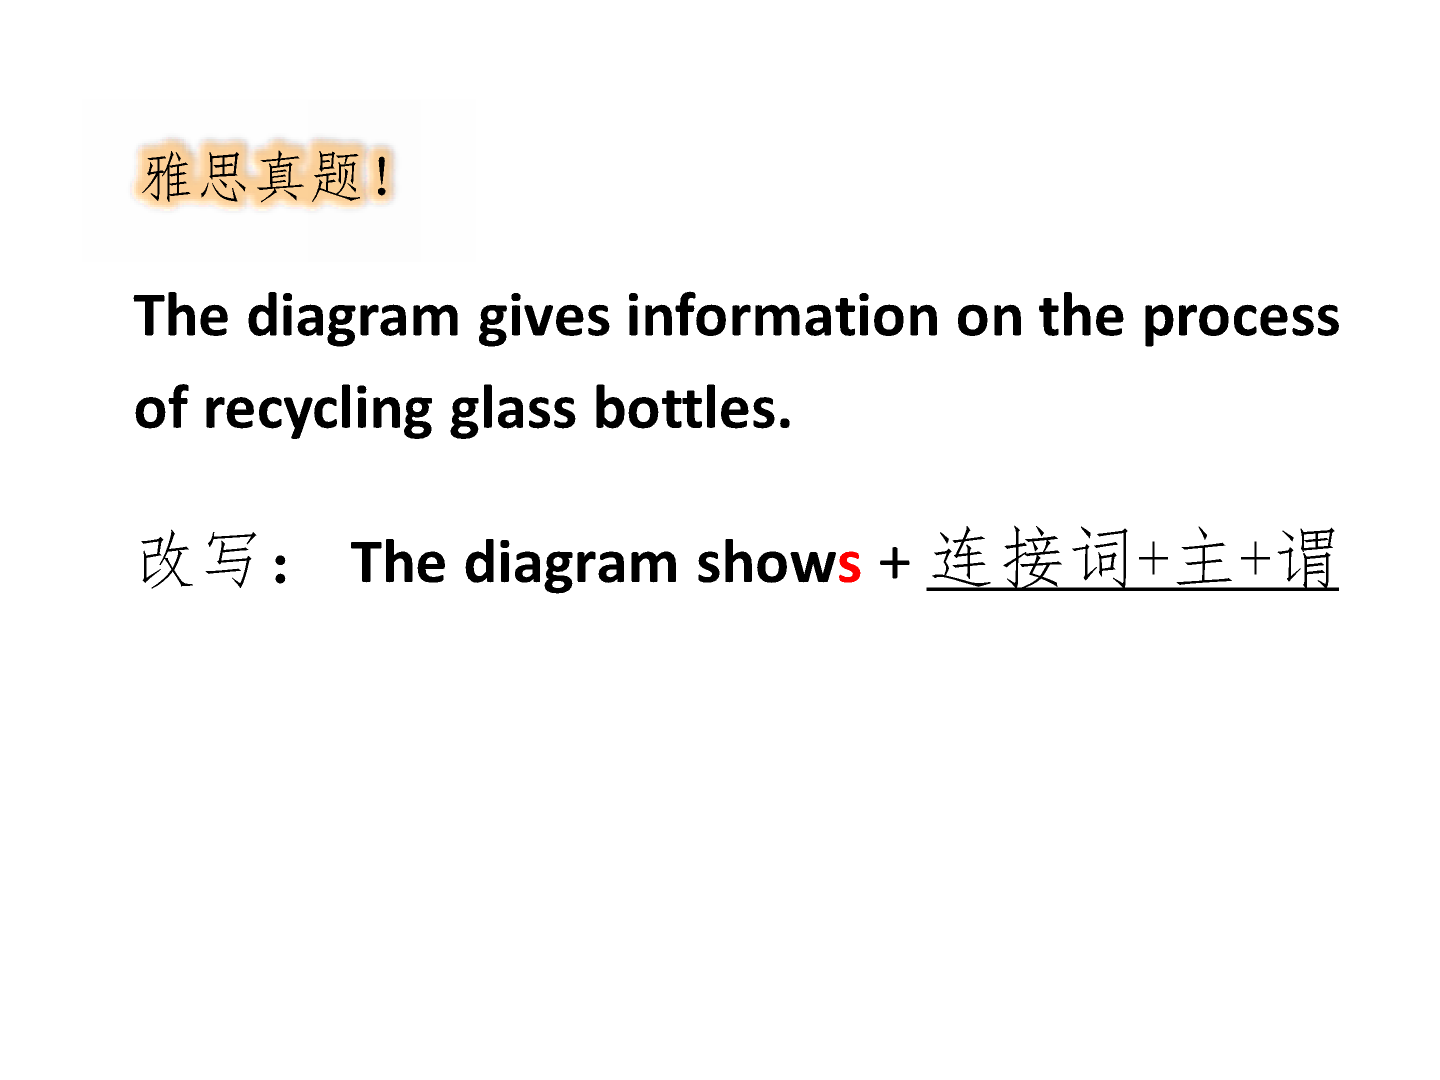 雅思真题！
The diagram gives information on the process
of recycling glass bottles.
改写： The diagram shows + 连接词+主+谓